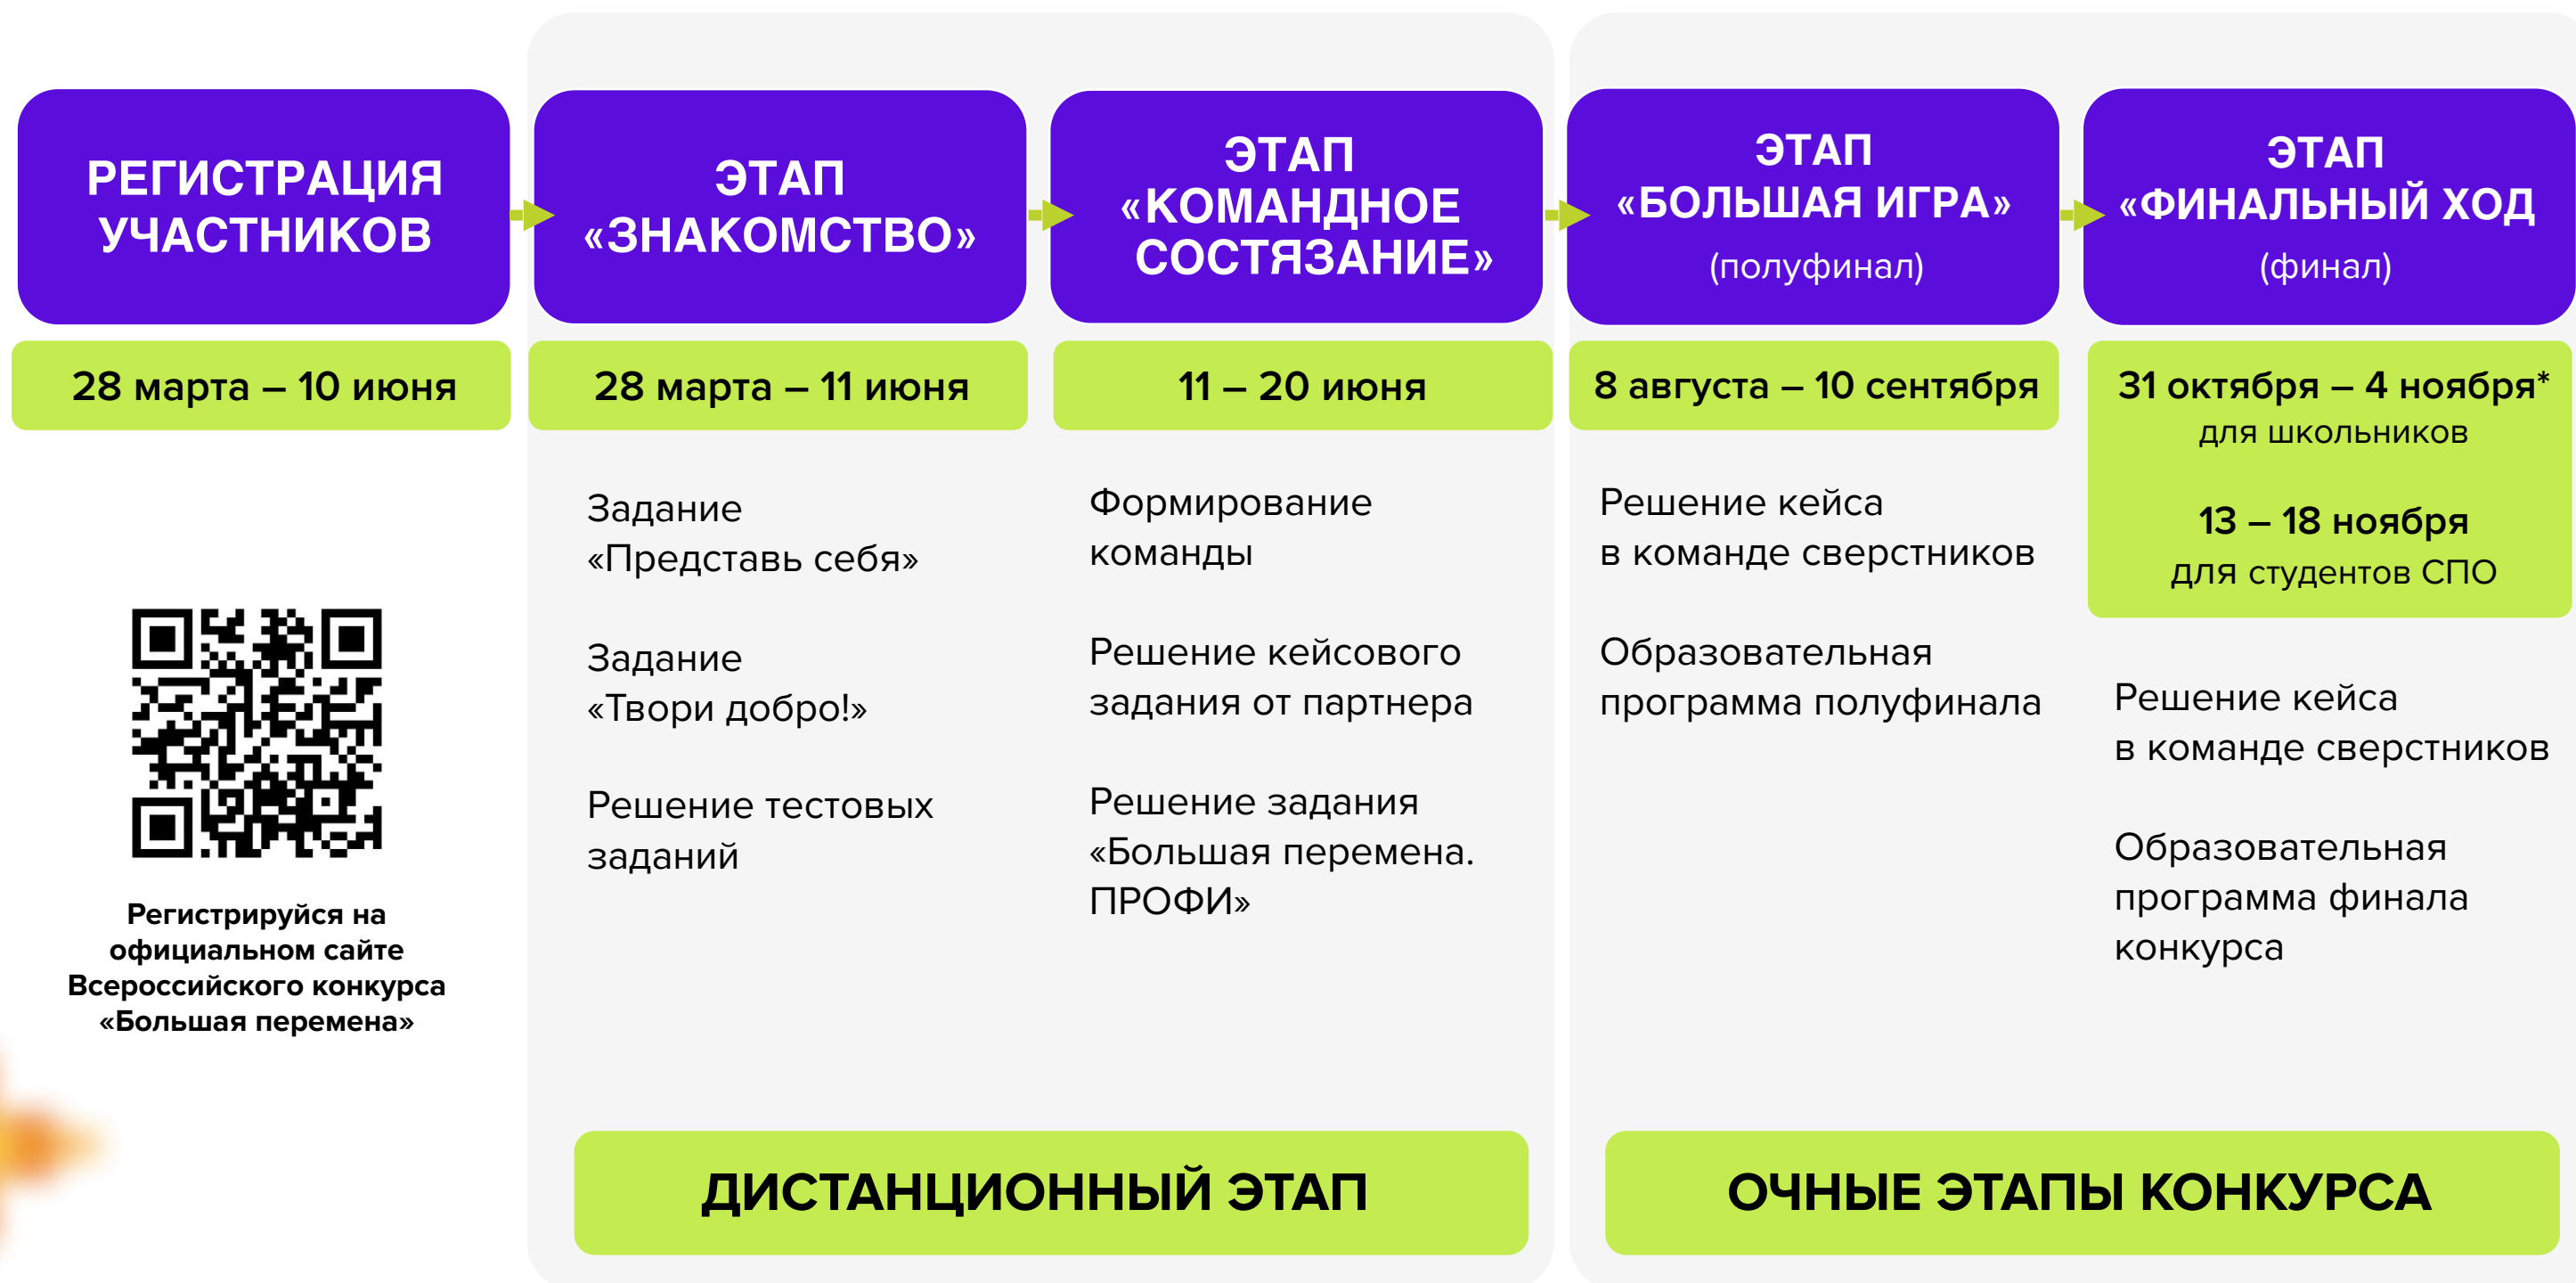 РЕГИСТРАЦИЯ
УЧАСТНИКОВ
28 марта – 10 июня
Регистрируйся на
официальном сайте
Всероссийского конкурса
«Большая перемена»
ЭТАП
«ЗНАКОМСТВО»
28 марта – 11 июня
Задание
«Представь себя»
Задание
«Твори добро!»
Решение тестовых
заданий
ЭТАП
«КОМАНДНОЕ
СОСТЯЗАНИЕ»
11 – 20 июня
Формирование
команды
Решение кейсового
задания от партнера
Решение задания
«Большая перемена.
ПРОФИ»
ДИСТАНЦИОННЫЙ ЭТАП
ЭТАП
«БОЛЬШАЯ ИГРА»
(полуфинал)
8 августа – 10 сентября
Решение кейса
в команде сверстников
Образовательная
программа полуфинала
ЭТАП
«ФИНАЛЬНЫЙ ХОД
(финал)
31 октября – 4 ноября*
для школьников
13 – 18 ноября
для студентов СПО
Решение кейса
в команде сверстников
Образовательная
программа финала
конкурса
ОЧНЫЕ ЭТАПЫ КОНКУРСА